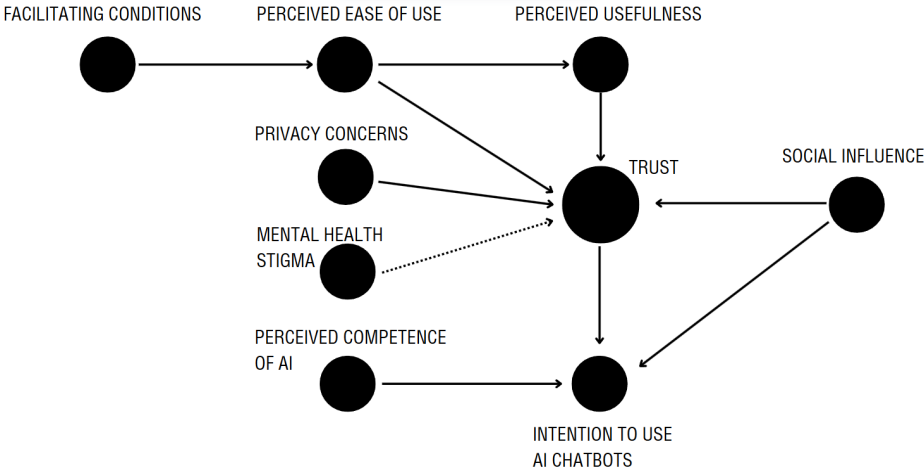 FACILITATING CONDITIONS
PERCEIVED EASE OF USE
PERCEIVED USEFULNESS
PRIVACY CONCERNS
TRUST
SOCIAL INFLUENCE
MENTAL HEALTH
STIGMA
PERCEIVED COMPETENCE
OF AI
INTENTION TO USE
AI CHATBOTS